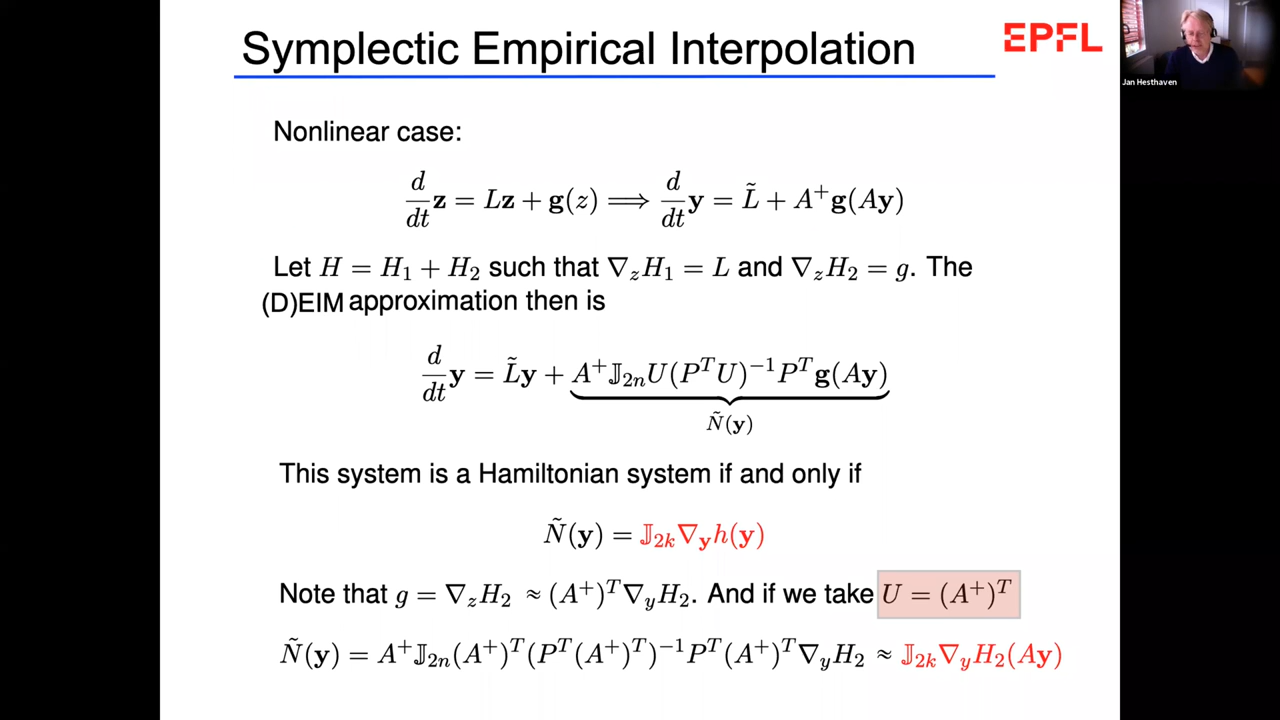 Symplectic Empirical Interpolation
EPFL
Jan Hesthaven
Nonlinear case:
d/dt 𝐳 = L𝐳 + 𝐠(z) ⟹ d/dt 𝐲 = L̃ + A⁺𝐠(A𝐲)
Let H = H₁ + H₂ such that ∇_z H₁ = L and ∇_z H₂ = g. The
(D)EIM approximation then is
d/dt 𝐲 = L̃𝐲 + A⁺𝕁₂ₙU(PᵀU)⁻¹Pᵀ𝐠(A𝐲)
Ñ(𝐲)
This system is a Hamiltonian system if and only if
Ñ(𝐲) = 𝕁₂ₖ∇_𝐲 h(𝐲)
Note that g = ∇_z H₂ ≈ (A⁺)ᵀ∇_y H₂. And if we take U = (A⁺)ᵀ
Ñ(𝐲) = A⁺𝕁₂ₙ(A⁺)ᵀ(Pᵀ(A⁺)ᵀ)⁻¹Pᵀ(A⁺)ᵀ∇_y H₂ ≈ 𝕁₂ₖ∇_y H₂(A𝐲)